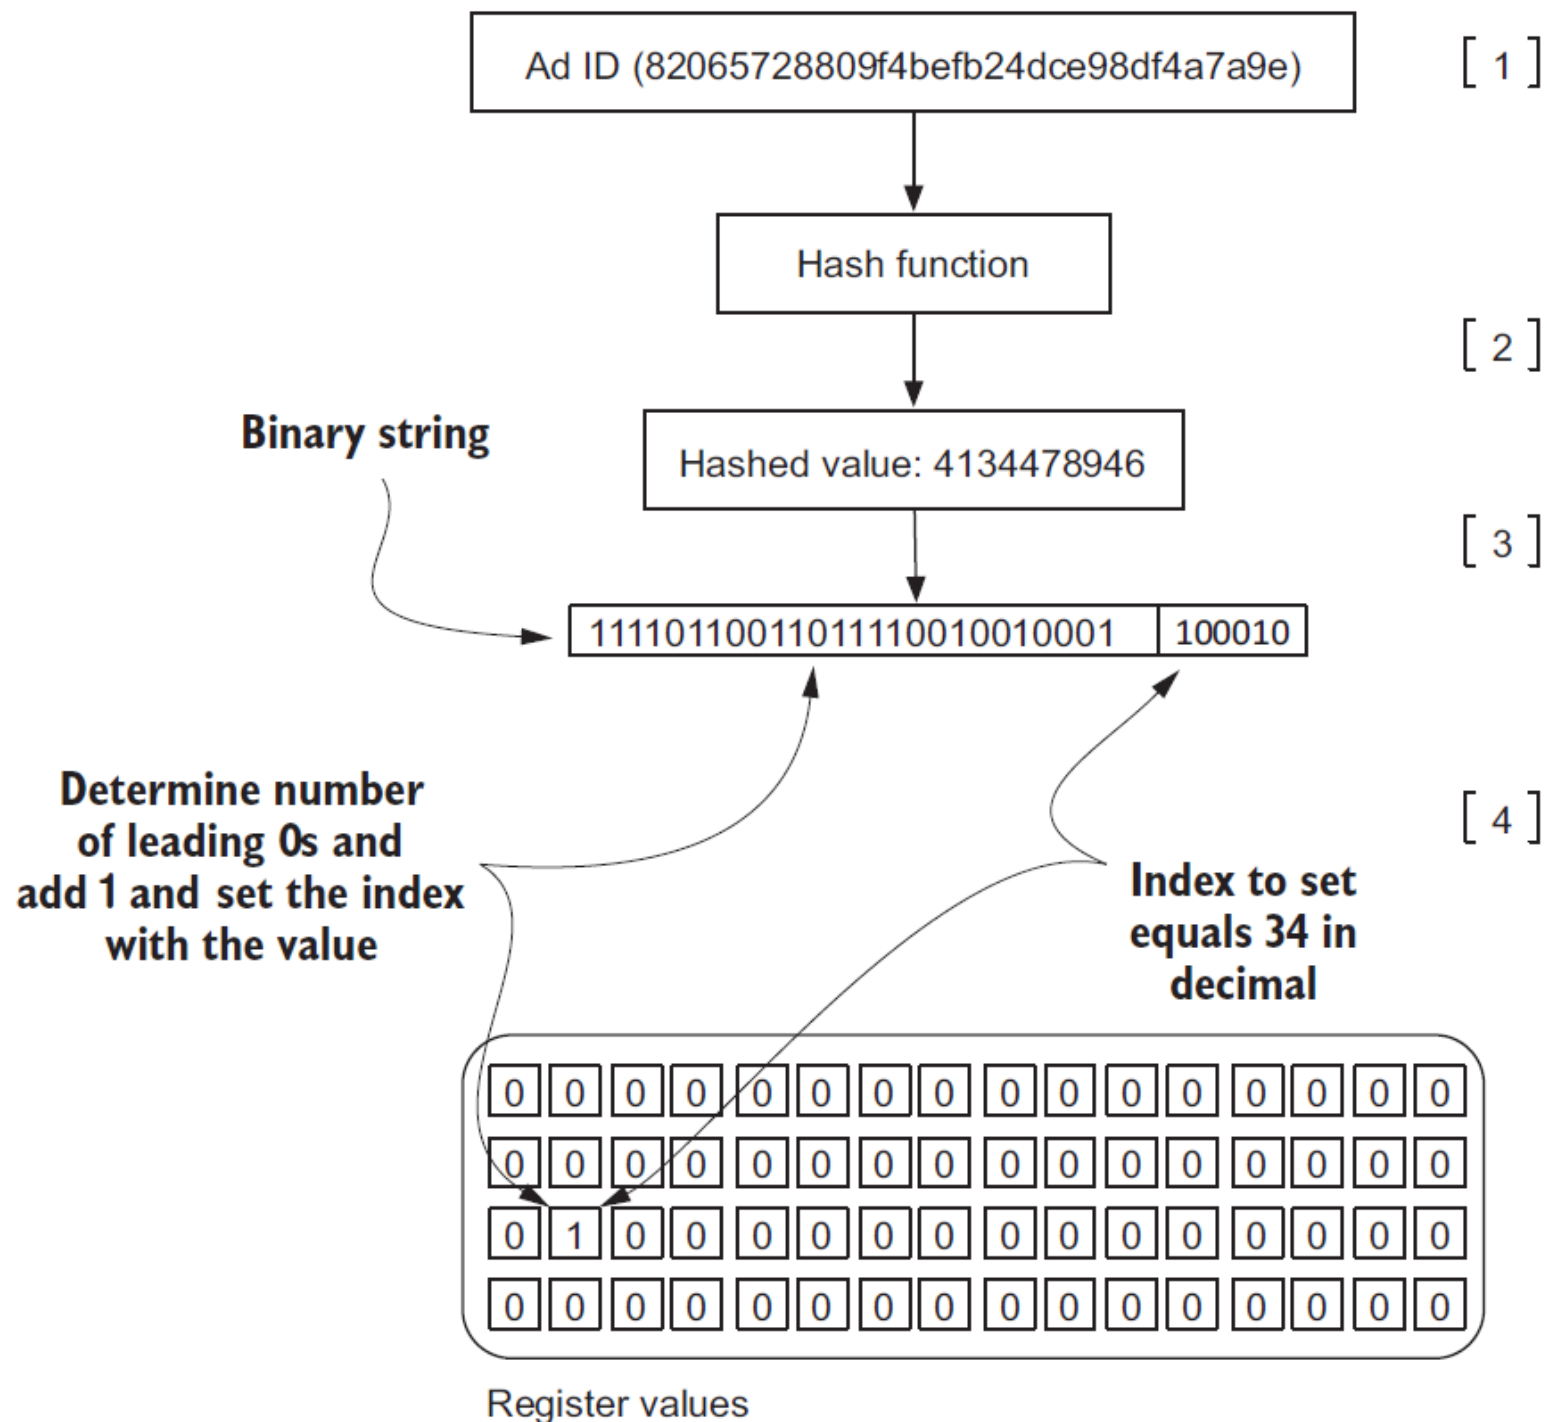 Ad ID (82065728809f4befb24dce98df4a7a9e)
[ 1 ]
Hash function
[ 2 ]
Binary string
Hashed value: 4134478946
[ 3 ]
11110110011011110010010001 100010
Determine number
of leading 0s and
add 1 and set the index
with the value
[ 4 ]
Index to set
equals 34 in
decimal
0 0 0 0 0 0 0 0 0 0 0 0 0 0 0 0
0 0 0 0 0 0 0 0 0 0 0 0 0 0 0 0
0 1 0 0 0 0 0 0 0 0 0 0 0 0 0 0
0 0 0 0 0 0 0 0 0 0 0 0 0 0 0 0
Register values